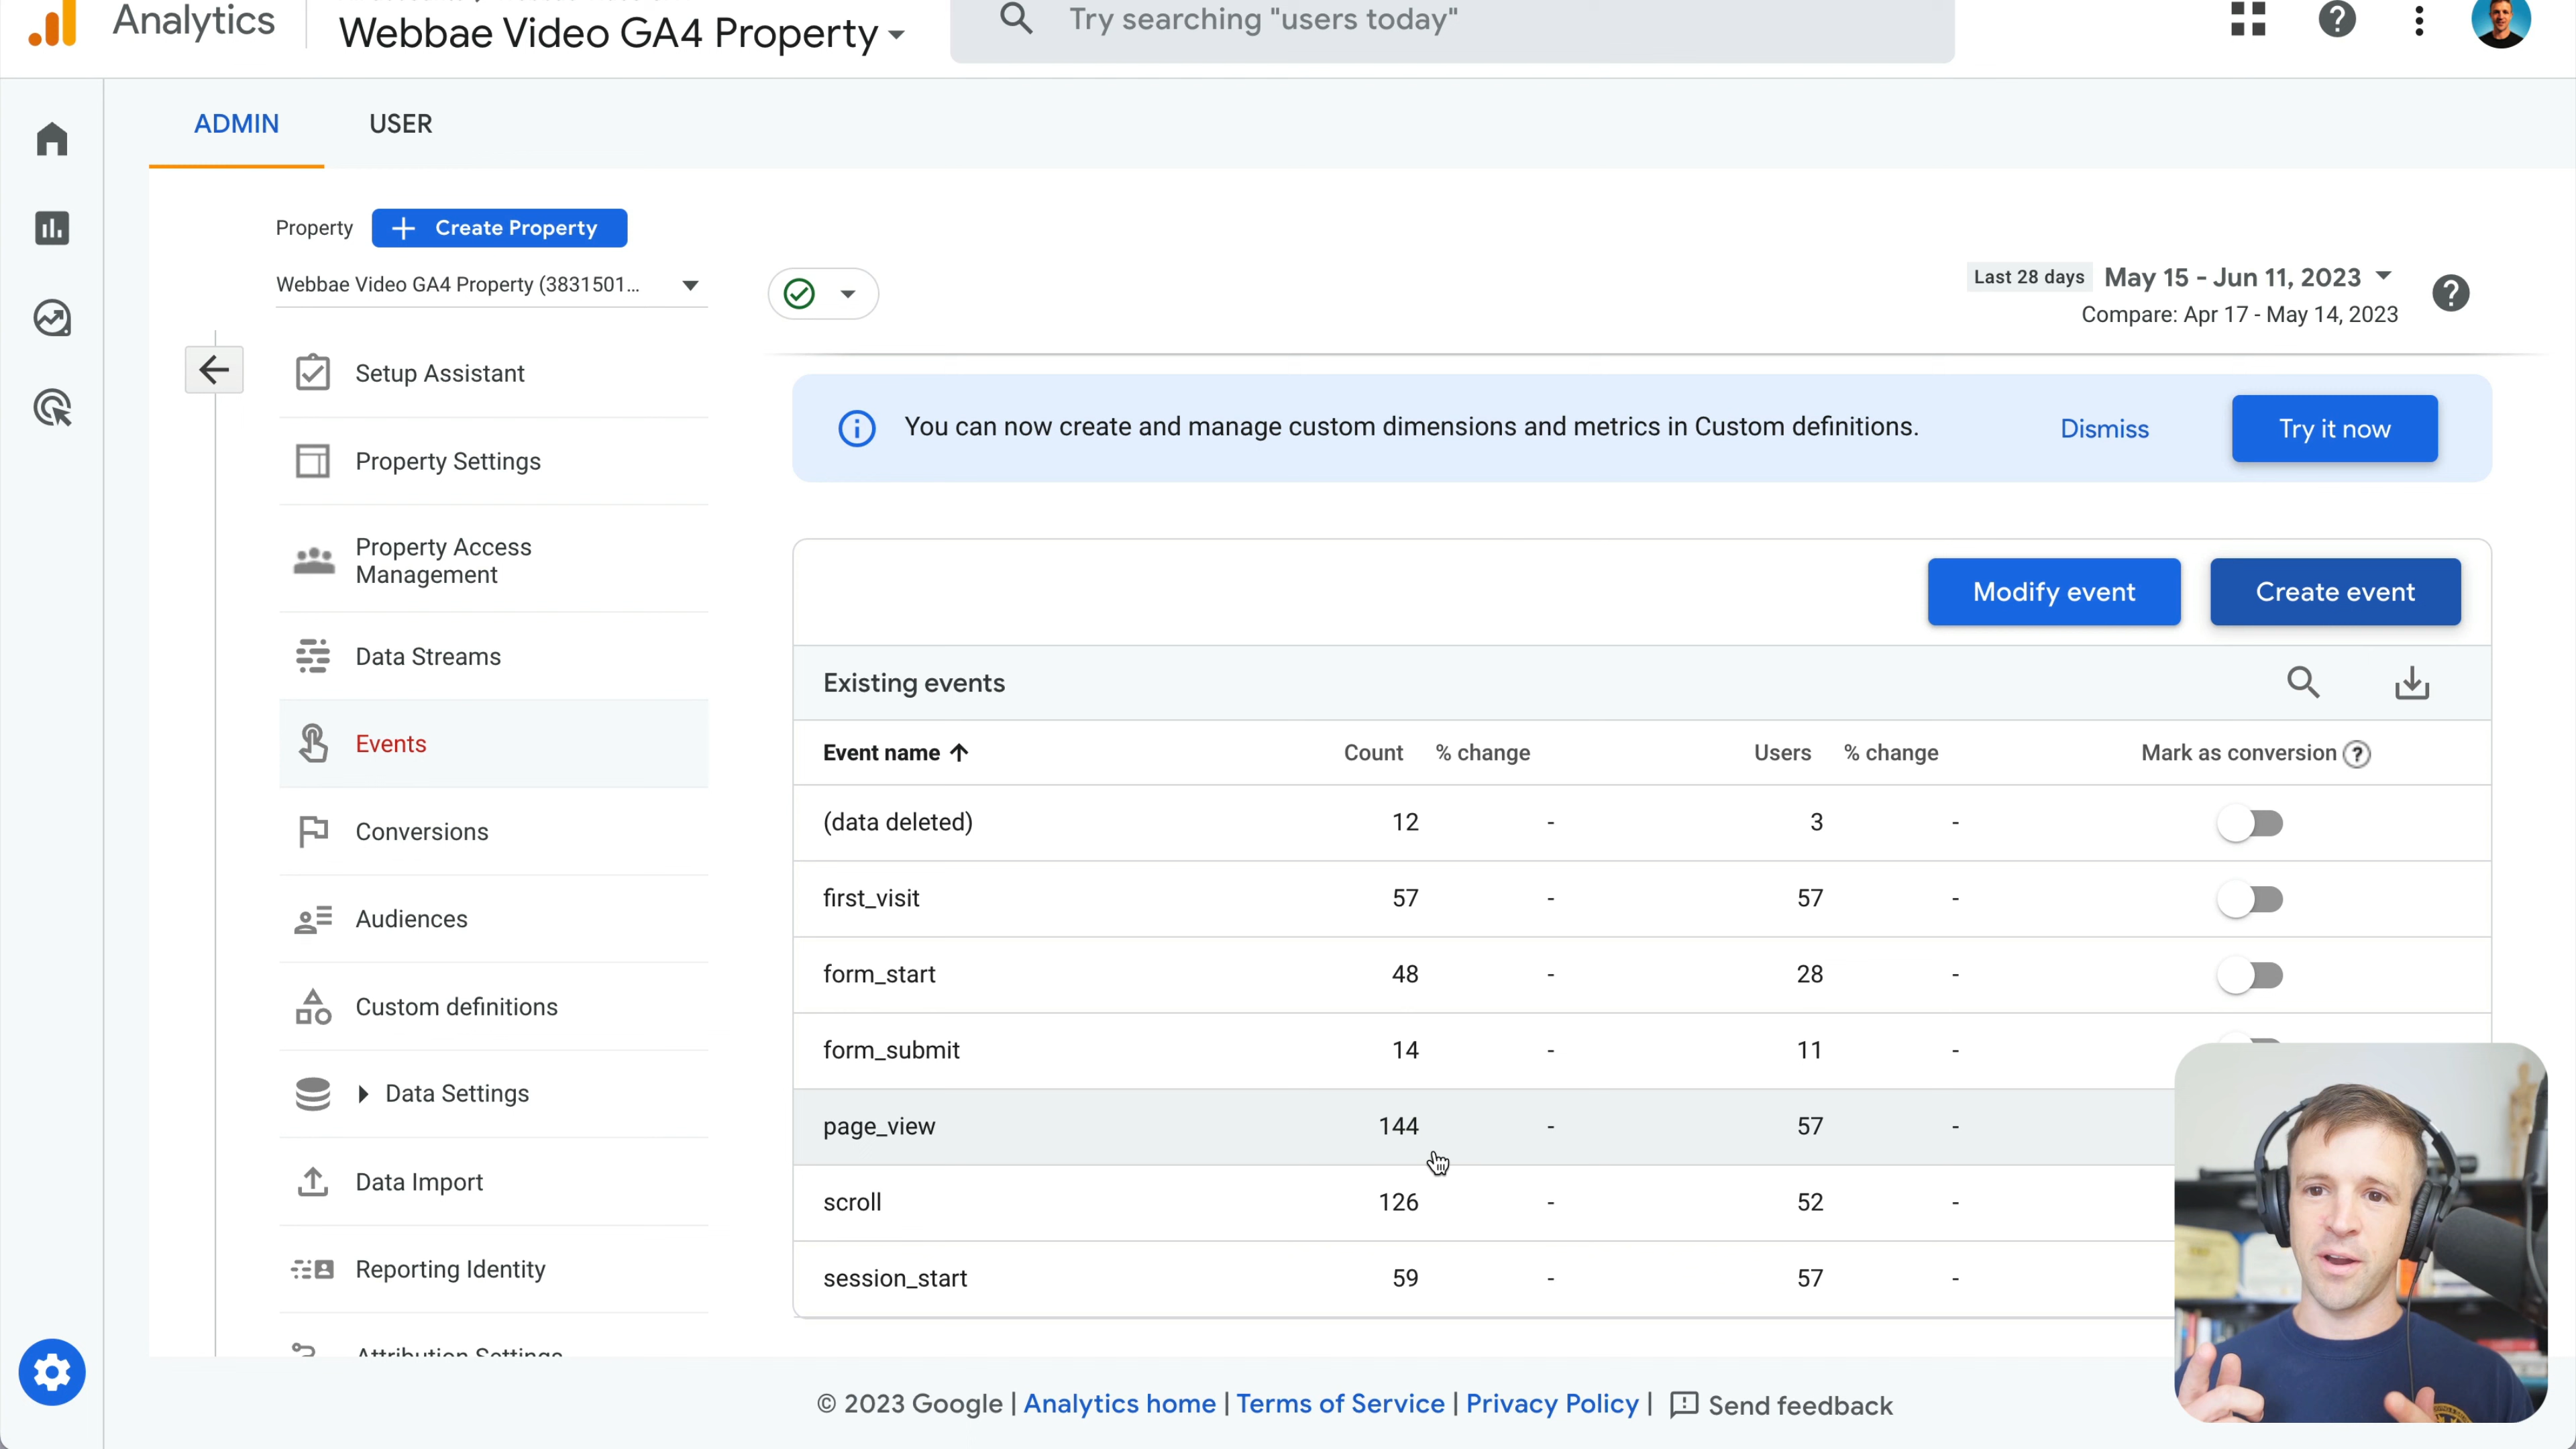 Analytics
Webbae Video GA4 Property
Try searching "users today"
ADMIN
USER
Property
Create Property
Webbae Video GA4 Property (3831501...
Last 28 days
May 15 - Jun 11, 2023
Compare: Apr 17 - May 14, 2023
Setup Assistant
Property Settings
Property Access
Management
Data Streams
Events
Conversions
Audiences
Custom definitions
Data Settings
Data Import
Reporting Identity
Attribution Settings
You can now create and manage custom dimensions and metrics in Custom definitions.
Dismiss
Try it now
Modify event
Create event
Existing events
Event name Count % change Users % change Mark as conversion
(data deleted) 12 - 3 -
first_visit 57 - 57 -
form_start 48 - 28 -
form_submit 14 - 11 -
page_view 144 - 57 -
scroll 126 - 52 -
session_start 59 - 57 -
© 2023 Google | Analytics home | Terms of Service | Privacy Policy | Send feedback